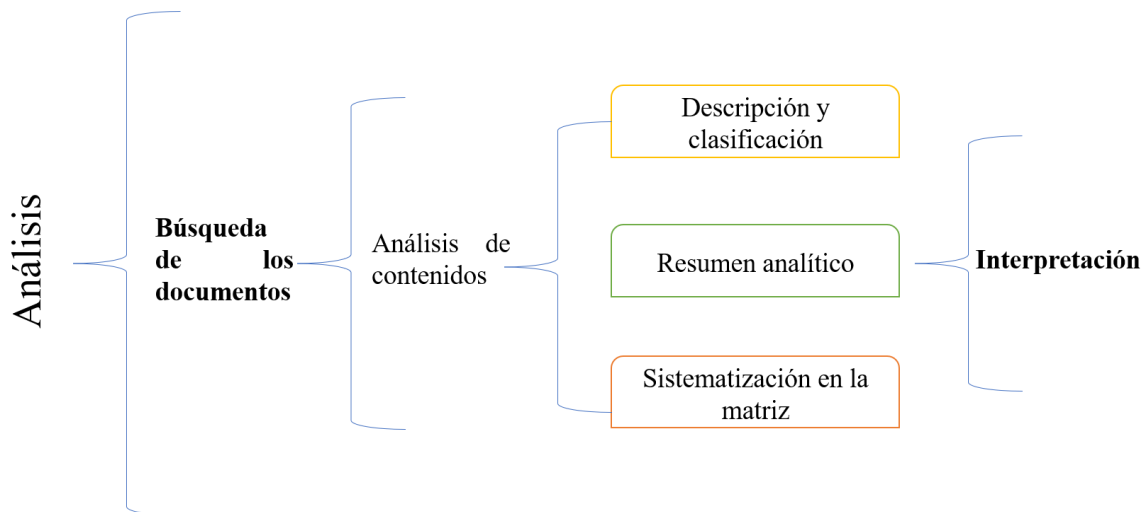 Análisis
Búsqueda
de los
documentos
Análisis de
contenidos
Descripción y
clasificación
Resumen analítico
Sistematización en la
matriz
Interpretación